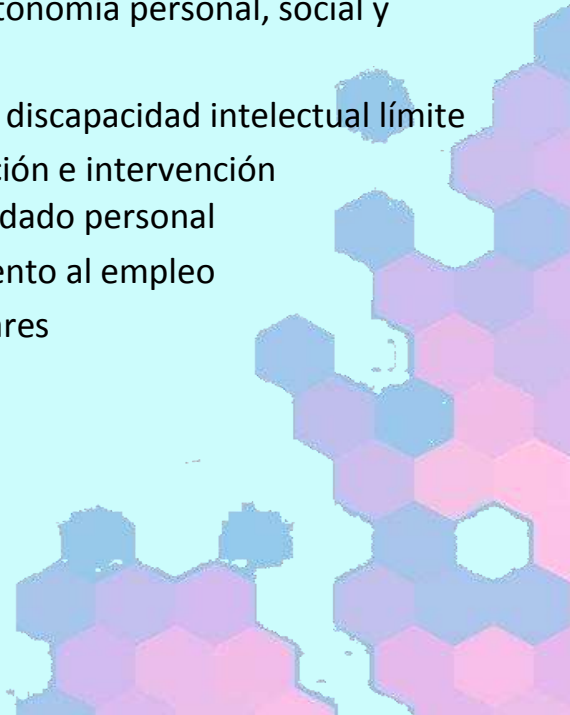 tonomía personal, social y
discapacidad intelectual límite
ción e intervención
dado personal
ento al empleo
ares